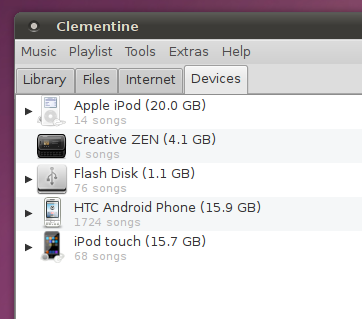 Clementine
Music Playlist Tools Extras Help
Library Files Internet Devices
Apple iPod (20.0 GB)
14 songs
Creative ZEN (4.1 GB)
0 songs
Flash Disk (1.1 GB)
76 songs
HTC Android Phone (15.9 GB)
1724 songs
iPod touch (15.7 GB)
68 songs